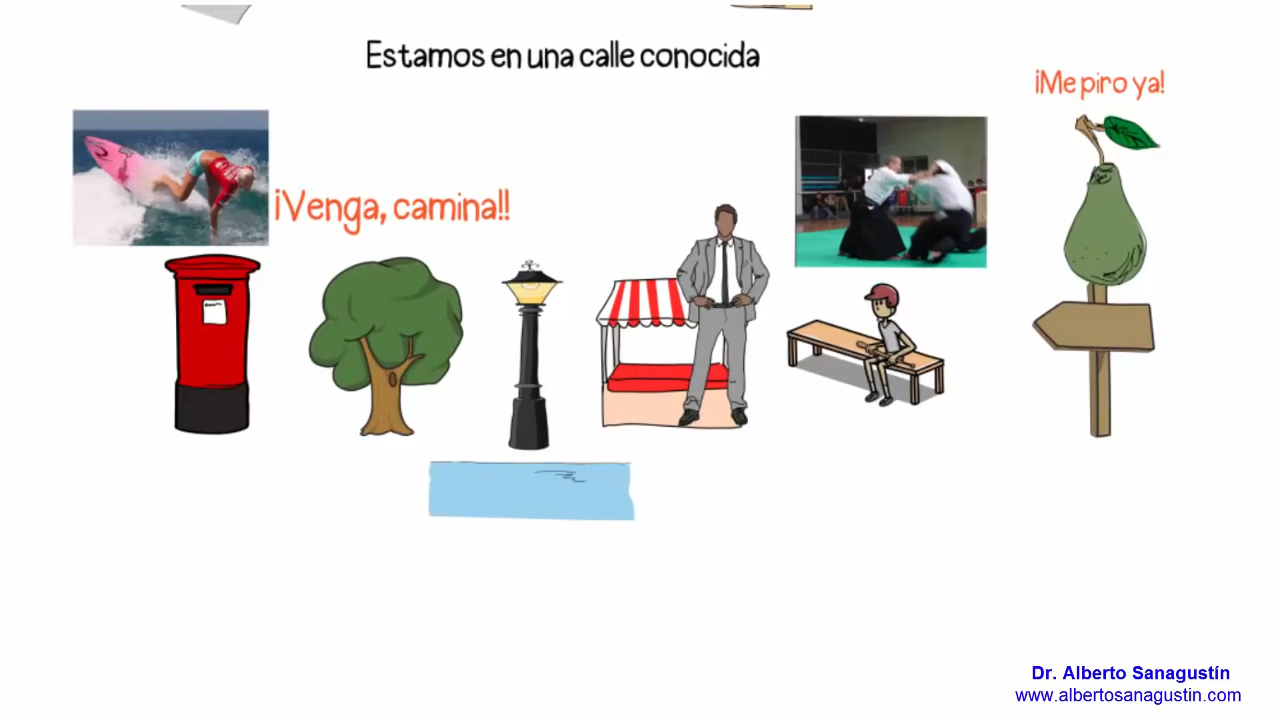 Estamos en una calle conocida
¡Me piro ya!
¡Venga, camina!!
Dr. Alberto Sanagustín
www.albertosanagustin.com